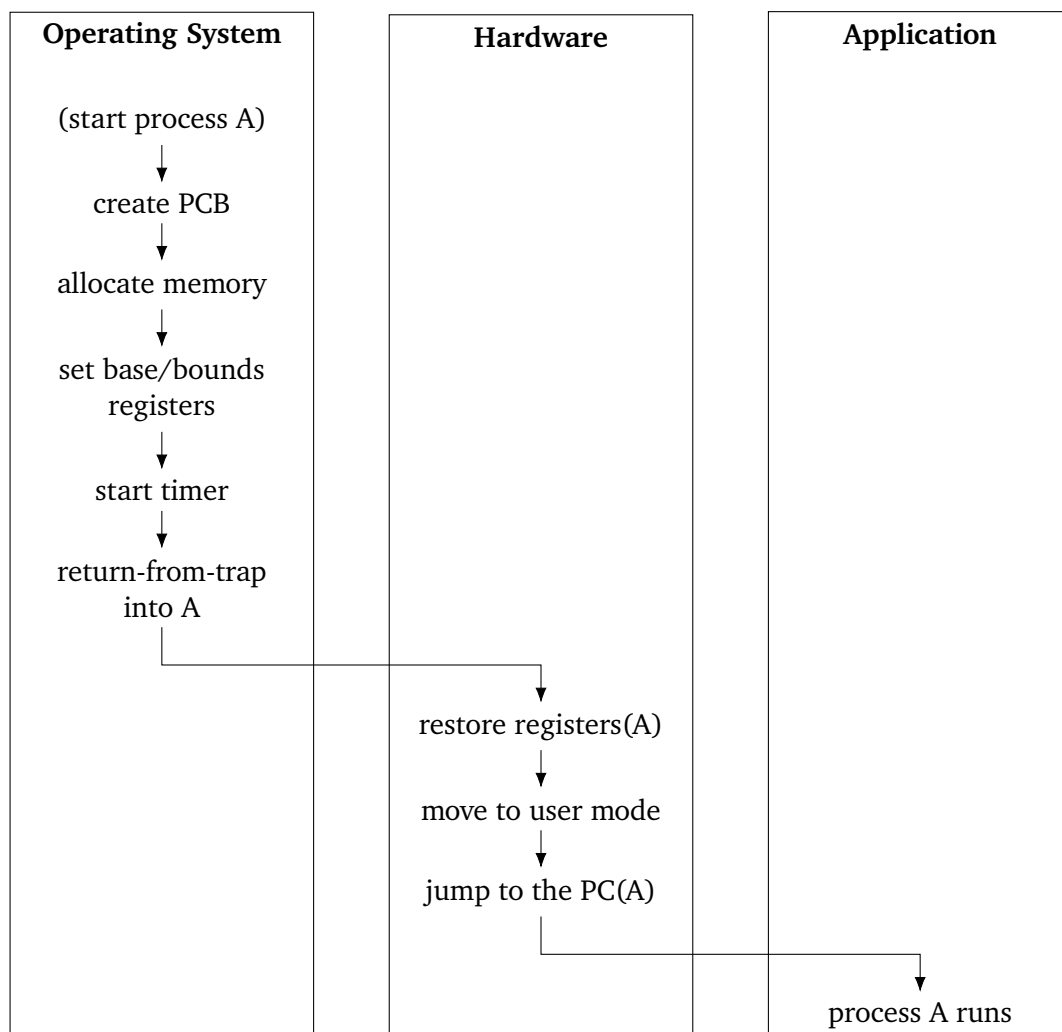 Operating System
Hardware
Application
(start process A)
create PCB
allocate memory
set base/bounds
registers
start timer
return-from-trap
into A
restore registers(A)
move to user mode
jump to the PC(A)
process A runs